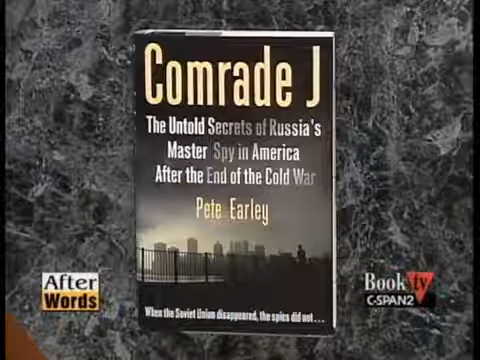 Comrade J
The Untold Secrets of Russia's
Master Spy in America
After the End of the Cold War
Pete Earley
When the Soviet Union disappeared, the spies did not . . .
After
Words
Book tv
C-SPAN2